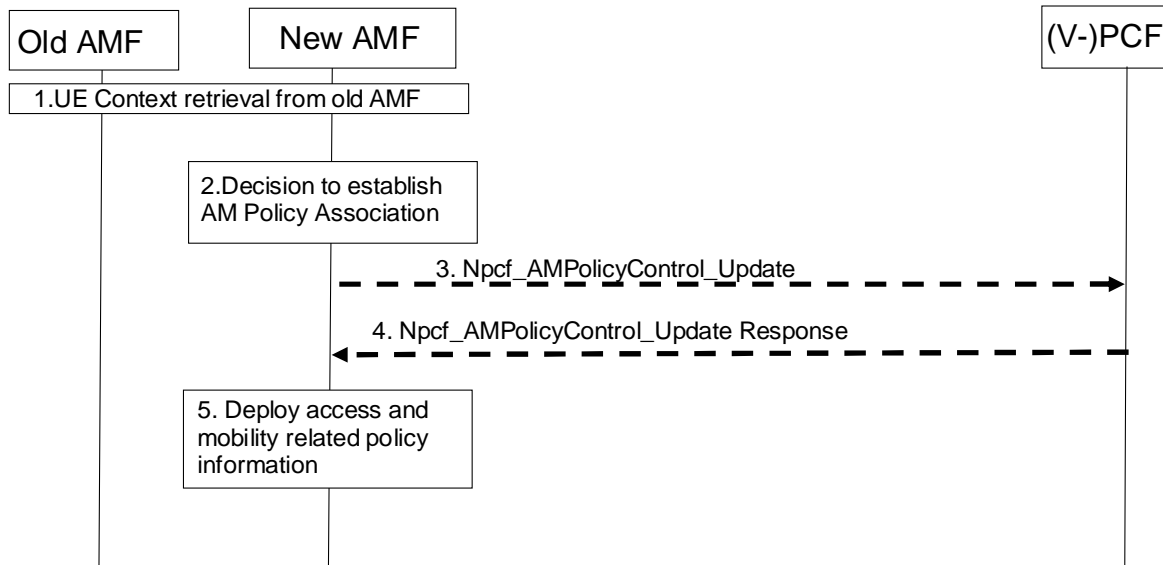 Old AMF
New AMF
(V-)PCF
1.UE Context retrieval from old AMF
2.Decision to establish
AM Policy Association
3. Npcf_AMPolicyControl_Update
4. Npcf_AMPolicyControl_Update Response
5. Deploy access and
mobility related policy
information